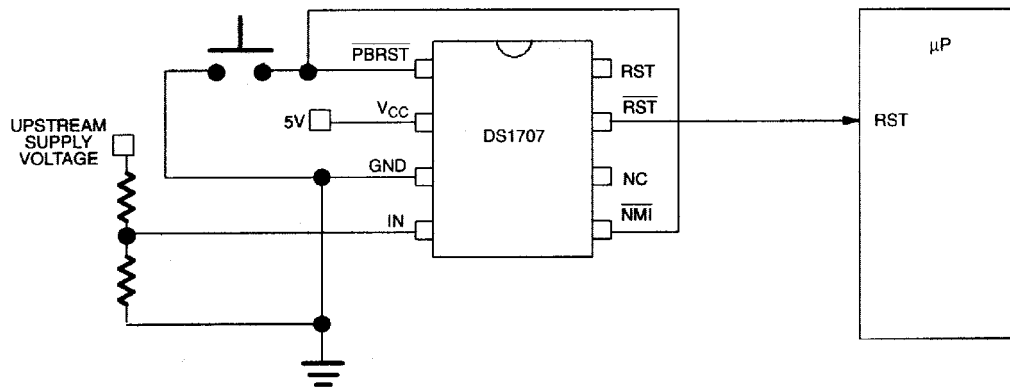 PBRST
RST
μP
VCC
RST
5V
DS1707
RST
UPSTREAM
SUPPLY
VOLTAGE
GND
NC
IN
NMI